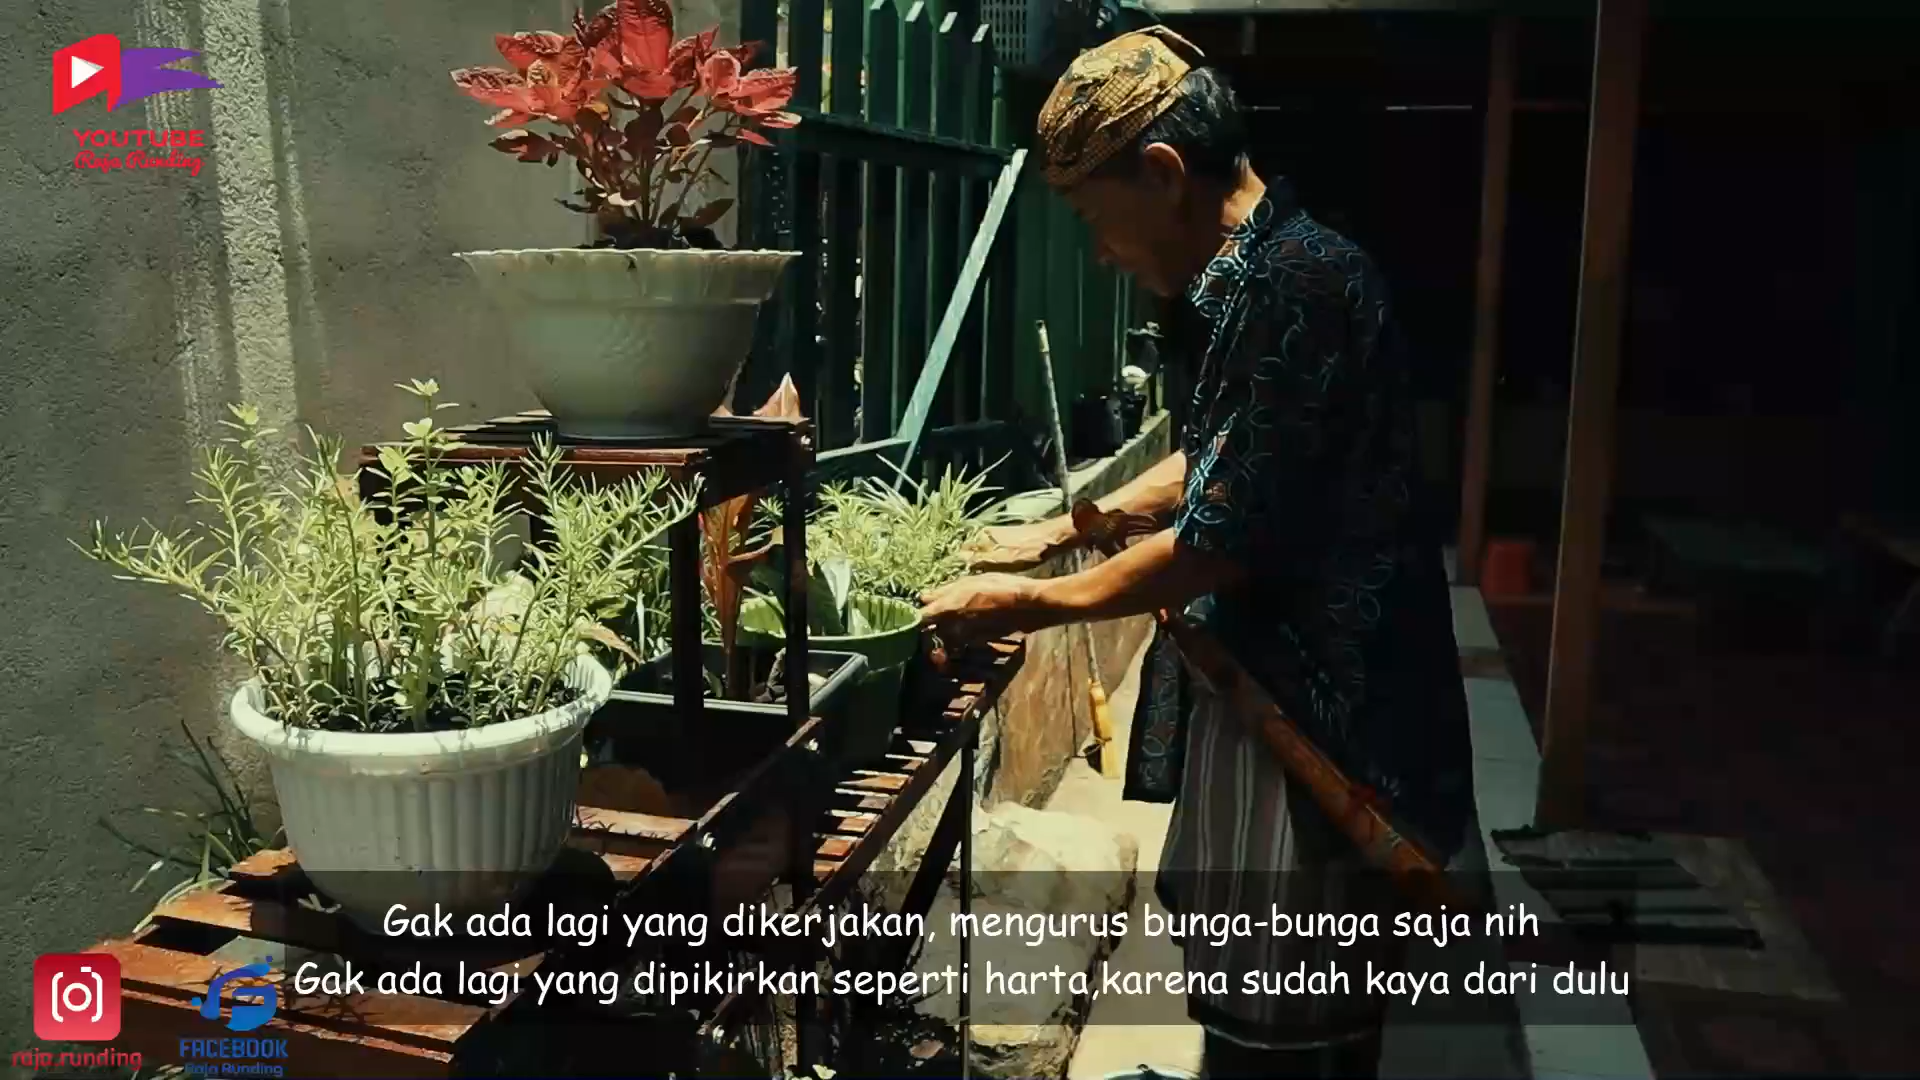 YOUTUBE
Raja Runding
Gak ada lagi yang dikerjakan, mengurus bunga-bunga saja nih
Gak ada lagi yang dipikirkan seperti harta,karena sudah kaya dari dulu
raja.runding
FACEBOOK
Raja Runding